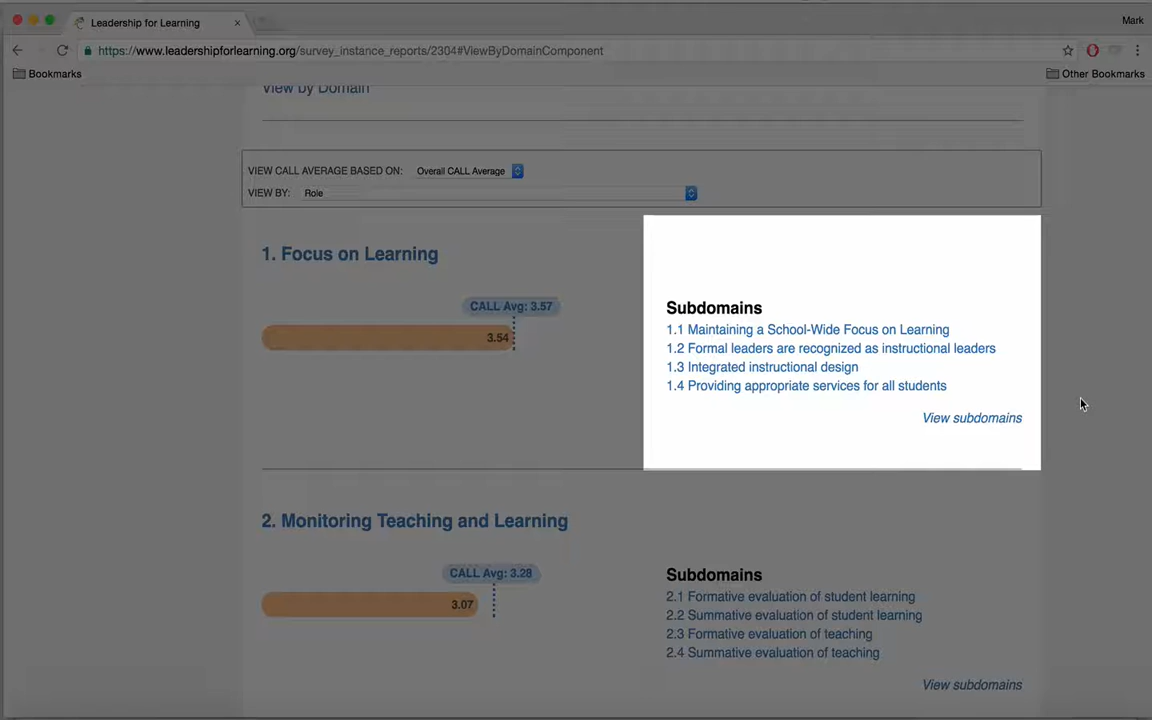 Leadership for Learning
Mark
https://www.leadershipforlearning.org/survey_instance_reports/2304#ViewByDomainComponent
Bookmarks
Other Bookmarks
View by Domain
VIEW CALL AVERAGE BASED ON: Overall CALL Average
VIEW BY: Role
1. Focus on Learning
CALL Avg: 3.57
3.54
Subdomains
1.1 Maintaining a School-Wide Focus on Learning
1.2 Formal leaders are recognized as instructional leaders
1.3 Integrated instructional design
1.4 Providing appropriate services for all students
View subdomains
2. Monitoring Teaching and Learning
CALL Avg: 3.28
3.07
Subdomains
2.1 Formative evaluation of student learning
2.2 Summative evaluation of student learning
2.3 Formative evaluation of teaching
2.4 Summative evaluation of teaching
View subdomains